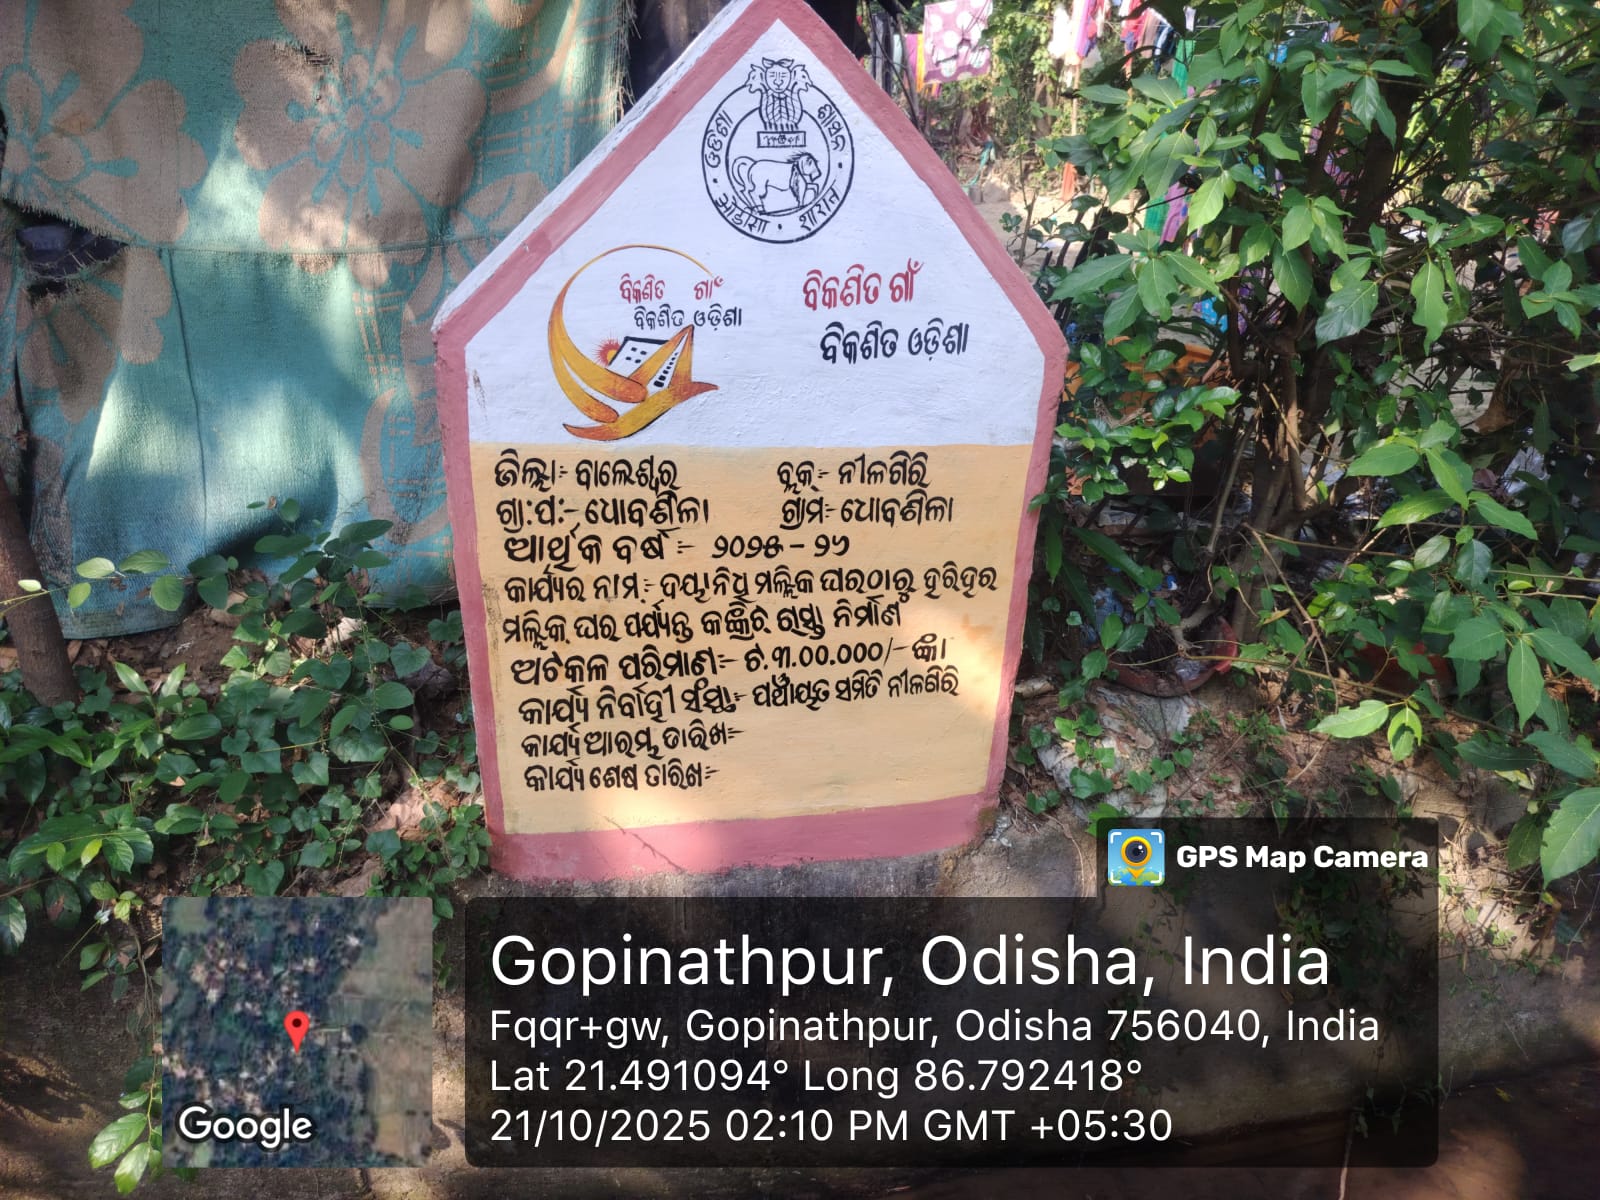 ଓଡିଶା ଶାସନ
ओडीसा · शासन
ବିକଶିତ ଗାଁ
ବିକଶିତ ଓଡ଼ିଶା
ବିକଶିତ ଗାଁ
ବିକଶିତ ଓଡ଼ିଶା
ଜିଲ୍ଲା:- ବାଲେଶ୍ୱର ବ୍ଲକ୍:- ନୀଳଗିରି
ଗ୍ରା:ପ:- ଧୋବଶିଳା ଗ୍ରାମ:- ଧୋବଶିଳା
ଆର୍ଥିକ ବର୍ଷ:- ୨୦୨୫-୨୬
କାର୍ଯ୍ୟର ନାମ:- ଦୟାନିଧି ମଲ୍ଲିକ ଘରଠାରୁ ହରିହର
ମଲ୍ଲିକ୍ ଘର ପର୍ଯ୍ୟନ୍ତ କଙ୍କ୍ରିଟ୍ ରାସ୍ତା ନିର୍ମାଣ
ଅଟକଳ ପରିମାଣ:- ଟ.୩.୦୦.୦୦୦/- ଙ୍କା
କାର୍ଯ୍ୟ ନିର୍ବାହୀ ସଂସ୍ଥା:- ପଞ୍ଚାୟତ ସମିତି ନୀଳଗିରି
କାର୍ଯ୍ୟ ଆରମ୍ଭ ତାରିଖ:-
କାର୍ଯ୍ୟ ଶେଷ ତାରିଖ:-
GPS Map Camera
Gopinathpur, Odisha, India
Fqqr+gw, Gopinathpur, Odisha 756040, India
Lat 21.491094° Long 86.792418°
21/10/2025 02:10 PM GMT +05:30
Google